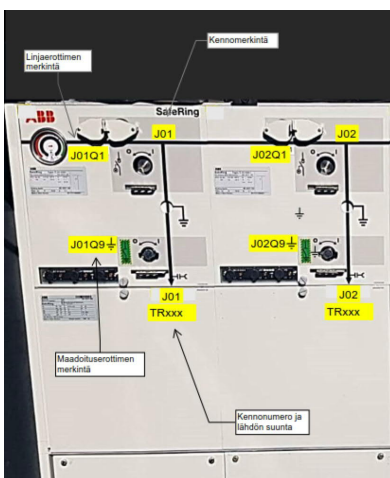 Kennomerkintä
Linjaerottimen
merkintä
ABB
SafeRing
J01
J02
J01Q1
J02Q1
J01Q9
J02Q9
J01
J02
TRxxx
TRxxx
Maadoituserottimen
merkintä
Kennonumero ja
lähdön suunta